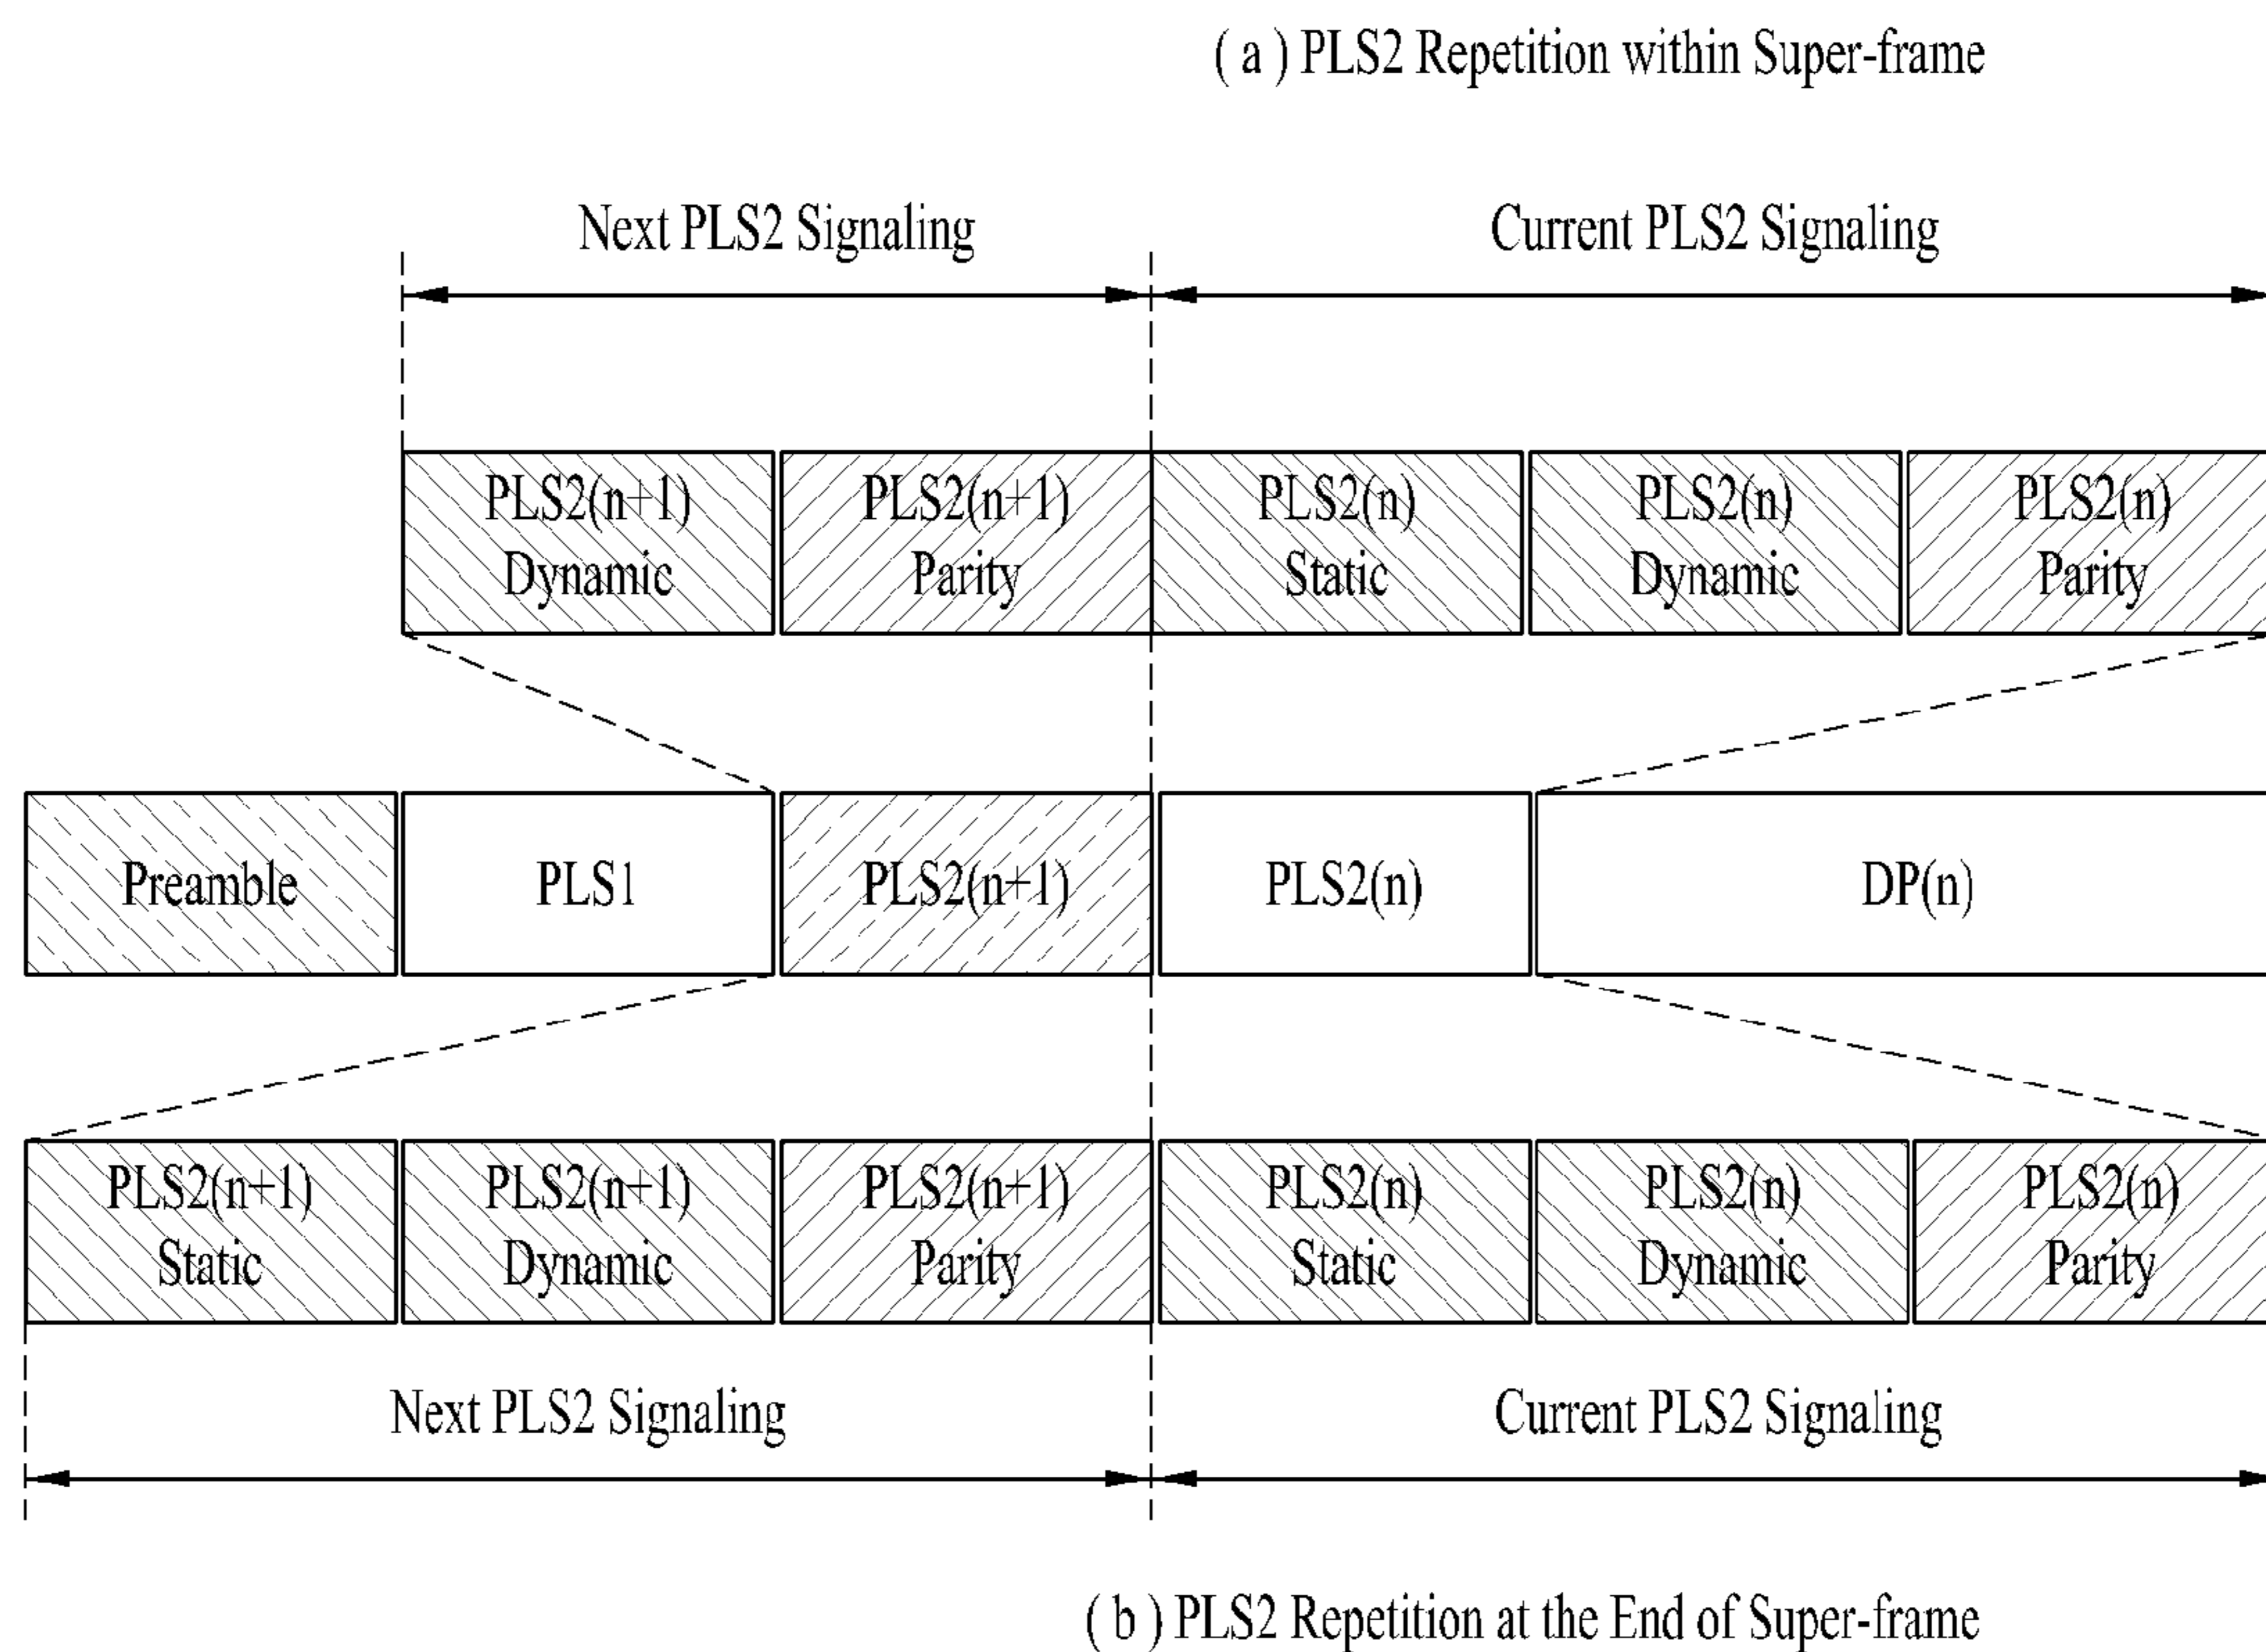 ( a ) PLS2 Repetition within Super-frame
Next PLS2 Signaling
Current PLS2 Signaling
PLS2(n+1)
Dynamic
PLS2(n+1)
Parity
PLS2(n)
Static
PLS2(n)
Dynamic
PLS2(n)
Parity
Preamble
PLS1
PLS2(n+1)
PLS2(n)
DP(n)
PLS2(n+1)
Static
PLS2(n+1)
Dynamic
PLS2(n+1)
Parity
PLS2(n)
Static
PLS2(n)
Dynamic
PLS2(n)
Parity
Next PLS2 Signaling
Current PLS2 Signaling
( b ) PLS2 Repetition at the End of Super-frame